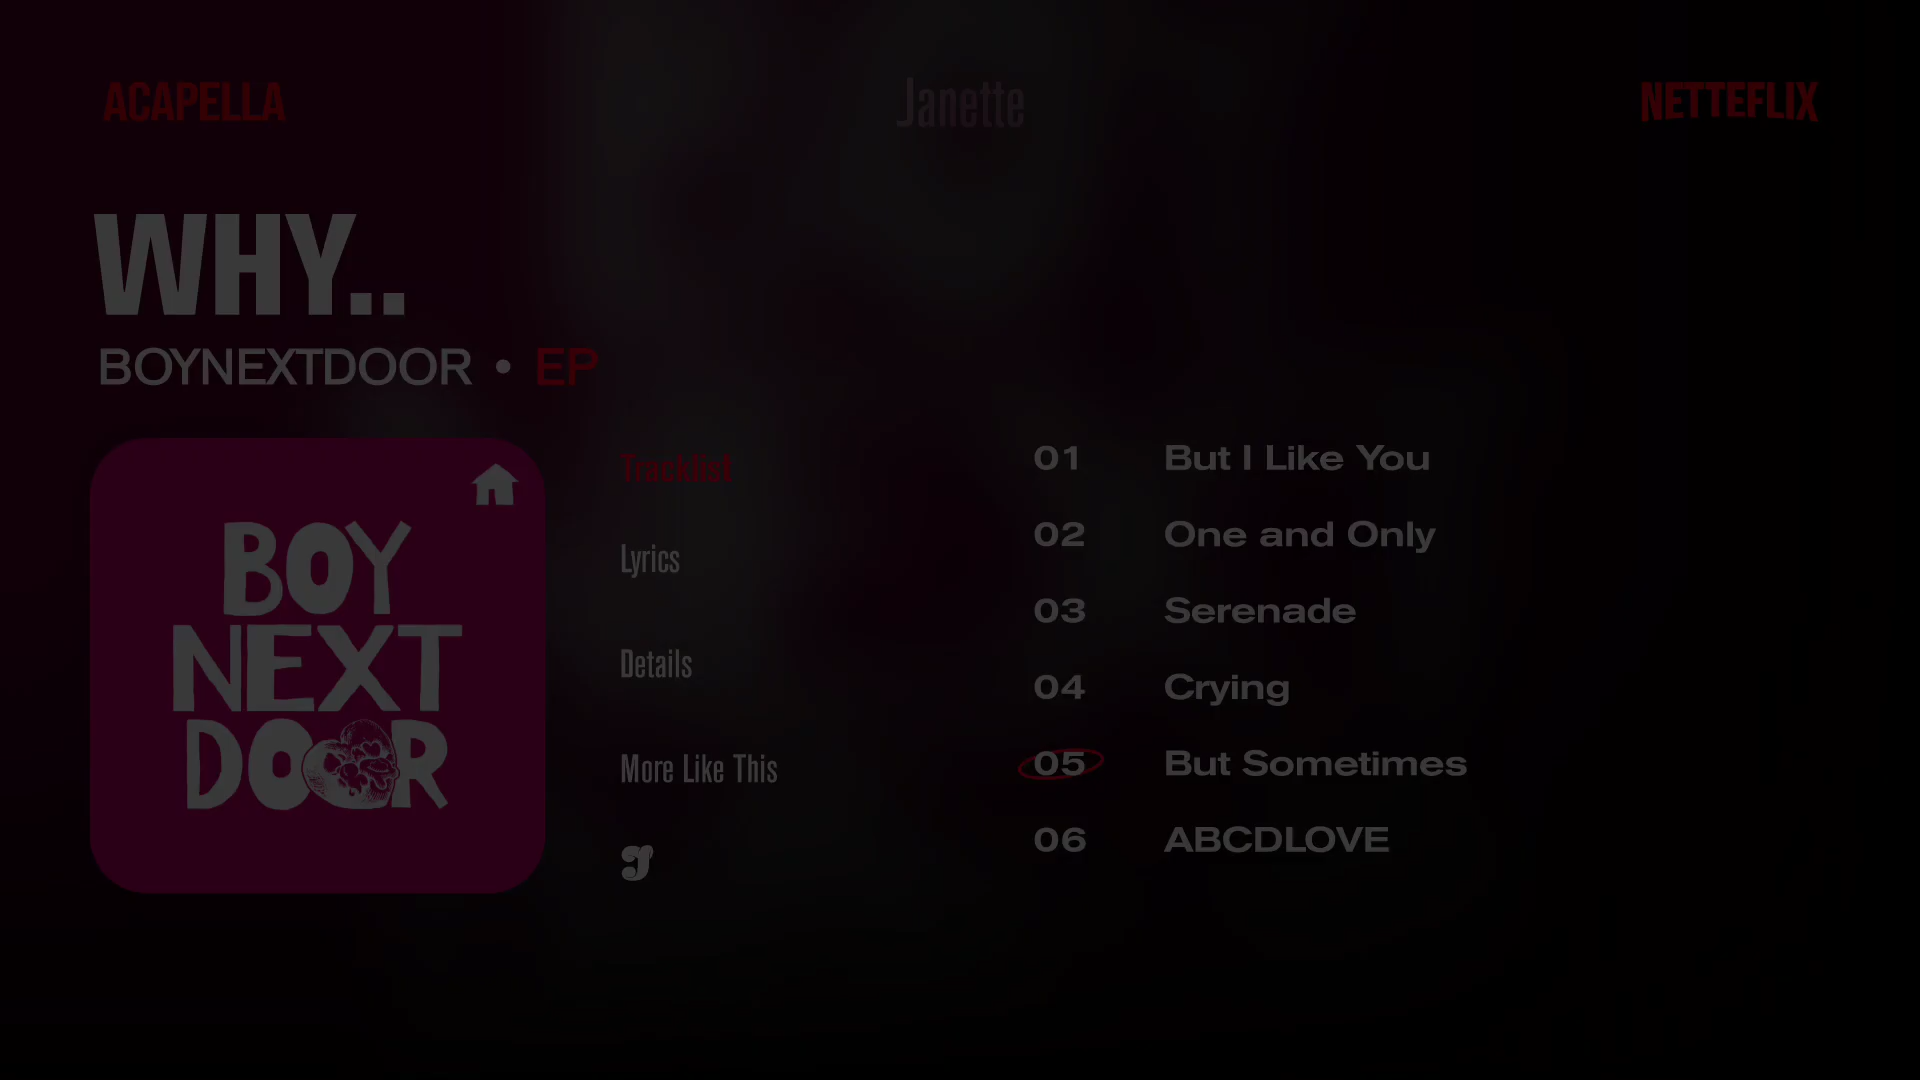 ACAPELLA
Janette
NETTEFLIX
WHY..
BOYNEXTDOOR • EP
BOY
NEXT
DOOR
Tracklist
Lyrics
Details
More Like This
J
01 But I Like You
02 One and Only
03 Serenade
04 Crying
05 But Sometimes
06 ABCDLOVE